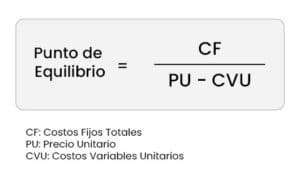 Punto de
Equilibrio = CF
PU - CVU
CF: Costos Fijos Totales
PU: Precio Unitario
CVU: Costos Variables Unitarios